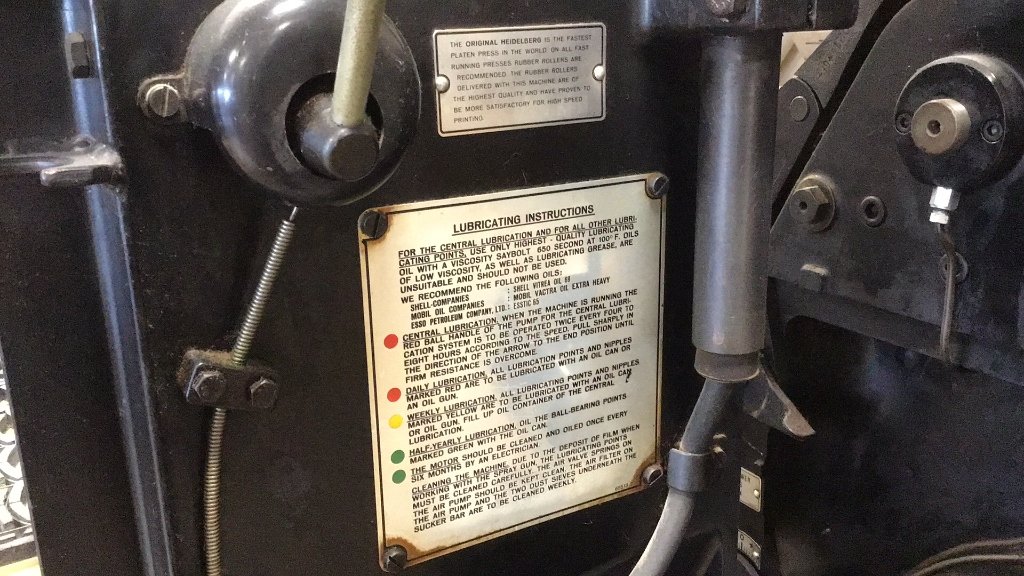 THE ORIGINAL HEIDELBERG IS THE FASTEST
PLATEN PRESS IN THE WORLD. ON ALL FAST
RUNNING PRESSES RUBBER ROLLERS ARE
RECOMMENDED. THE RUBBER ROLLERS
DELIVERED WITH THIS MACHINE ARE OF
THE HIGHEST QUALITY AND HAVE PROVEN TO
BE MORE SATISFACTORY FOR HIGH SPEED
PRINTING.
LUBRICATING INSTRUCTIONS
FOR THE CENTRAL LUBRICATION AND FOR ALL OTHER LUBRI-
CATING POINTS, USE ONLY HIGHEST - QUALITY LUBRICATING
OIL WITH A VISCOSITY SAYBOLT 650 SECOND AT 100° F. OILS
OF LOW VISCOSITY, AS WELL AS LUBRICATING GREASE, ARE
UNSUITABLE AND SHOULD NOT BE USED.
WE RECOMMEND THE FOLLOWING OILS:
SHELL-COMPANIES : SHELL VITREA OIL 69
MOBIL OIL COMPANIES : MOBIL VACTRA OIL EXTRA HEAVY
ESSO PETROLEUM COMPANY, LTD : ESSTIC 65
CENTRAL LUBRICATION. WHEN THE MACHINE IS RUNNING THE
RED BALL HANDLE OF THE PUMP FOR THE CENTRAL LUBRI-
CATION SYSTEM IS TO BE OPERATED TWICE EVERY FOUR TO
EIGHT HOURS ACCORDING TO THE SPEED. PULL SHARPLY IN
THE DIRECTION OF THE ARROW TO THE END POSITION UNTIL
FIRM RESISTANCE IS OVERCOME.
DAILY LUBRICATION. ALL LUBRICATION POINTS AND NIPPLES
MARKED RED ARE TO BE LUBRICATED WITH AN OIL CAN OR
AN OIL GUN.
WEEKLY LUBRICATION. ALL LUBRICATING POINTS AND NIPPLES
MARKED YELLOW ARE TO BE LUBRICATED WITH AN OIL CAN
OR OIL GUN. FILL UP OIL CONTAINER OF THE CENTRAL
LUBRICATION.
HALF-YEARLY LUBRICATION. OIL THE BALL-BEARING POINTS
MARKED GREEN WITH THE OIL CAN.
THE MOTOR SHOULD BE CLEANED AND OILED ONCE EVERY
SIX MONTHS BY AN ELECTRICIAN.
CLEANING THE MACHINE. DUE TO THE DEPOSIT OF FILM WHEN
WORKING WITH THE SPRAY GUN, THE LUBRICATING POINTS
MUST BE CLEANED CAREFULLY. THE AIR VALVE SPRINGS ON
THE AIR PUMP SHOULD BE KEPT CLEAN. THE AIR FILTER ON
THE AIR PUMP AND THE TWO DUST SIEVES UNDERNEATH THE
SUCKER BAR ARE TO BE CLEANED WEEKLY.